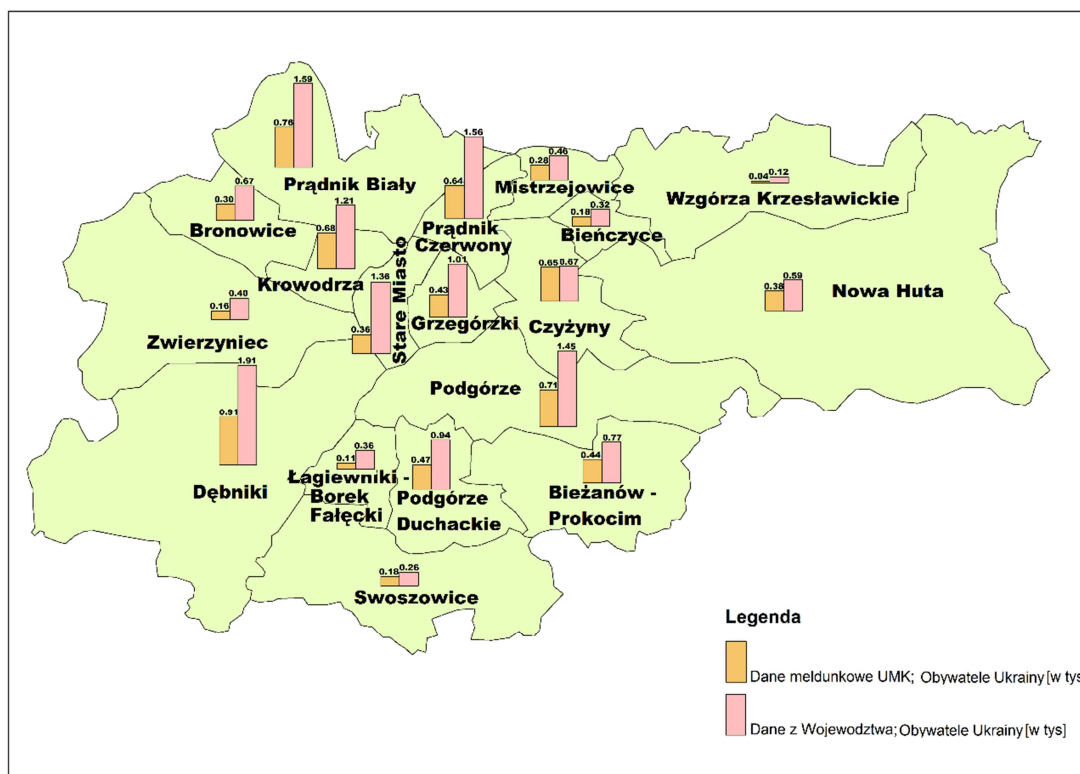 1.59
0.76
Prądnik Biały
1.56
0.64
Prądnik
Czerwony
0.46
0.28
Mistrzejowice
0.12
0.04
Wzgórza Krzesławickie
0.67
0.30
Bronowice
1.21
0.68
Krowodrza
0.32
0.18
Bieńczyce
1.36
0.36
Stare Miasto
1.01
0.43
Grzegórzki
0.65 0.67
Czyżyny
0.59
0.38
Nowa Huta
0.40
0.16
Zwierzyniec
1.45
0.71
Podgórze
1.91
0.91
Dębniki
0.36
0.11
Łagiewniki -
Borek
Fałęcki
0.94
0.47
Podgórze
Duchackie
0.77
0.44
Bieżanów -
Prokocim
0.26
0.18
Swoszowice
Legenda
Dane meldunkowe UMK; Obywatele Ukrainy [w tys
Dane z Wojewodztwa; Obywatele Ukrainy [w tys]